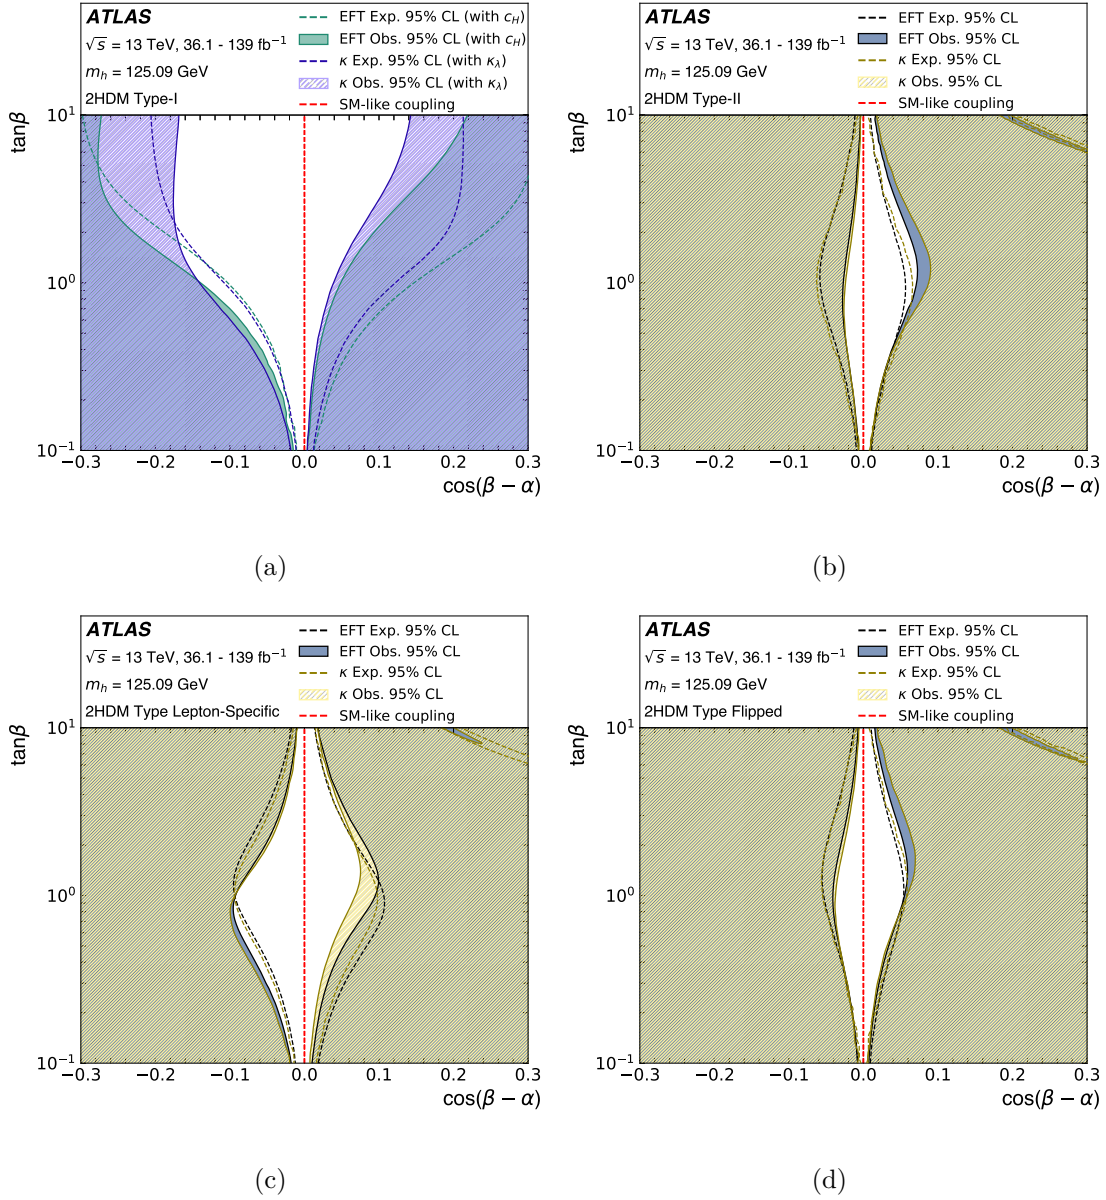 ATLAS
√s = 13 TeV, 36.1 - 139 fb⁻¹
m_h = 125.09 GeV
2HDM Type-I
EFT Exp. 95% CL (with c_H)
EFT Obs. 95% CL (with c_H)
κ Exp. 95% CL (with κ_λ)
κ Obs. 95% CL (with κ_λ)
SM-like coupling
tanβ
10¹
10⁰
10⁻¹
−0.3 −0.2 −0.1 0.0 0.1 0.2 0.3
cos(β − α)
(a)
ATLAS
√s = 13 TeV, 36.1 - 139 fb⁻¹
m_h = 125.09 GeV
2HDM Type-II
EFT Exp. 95% CL
EFT Obs. 95% CL
κ Exp. 95% CL
κ Obs. 95% CL
SM-like coupling
tanβ
10¹
10⁰
10⁻¹
−0.3 −0.2 −0.1 0.0 0.1 0.2 0.3
cos(β − α)
(b)
ATLAS
√s = 13 TeV, 36.1 - 139 fb⁻¹
m_h = 125.09 GeV
2HDM Type Lepton-Specific
EFT Exp. 95% CL
EFT Obs. 95% CL
κ Exp. 95% CL
κ Obs. 95% CL
SM-like coupling
tanβ
10¹
10⁰
10⁻¹
−0.3 −0.2 −0.1 0.0 0.1 0.2 0.3
cos(β − α)
(c)
ATLAS
√s = 13 TeV, 36.1 - 139 fb⁻¹
m_h = 125.09 GeV
2HDM Type Flipped
EFT Exp. 95% CL
EFT Obs. 95% CL
κ Exp. 95% CL
κ Obs. 95% CL
SM-like coupling
tanβ
10¹
10⁰
10⁻¹
−0.3 −0.2 −0.1 0.0 0.1 0.2 0.3
cos(β − α)
(d)